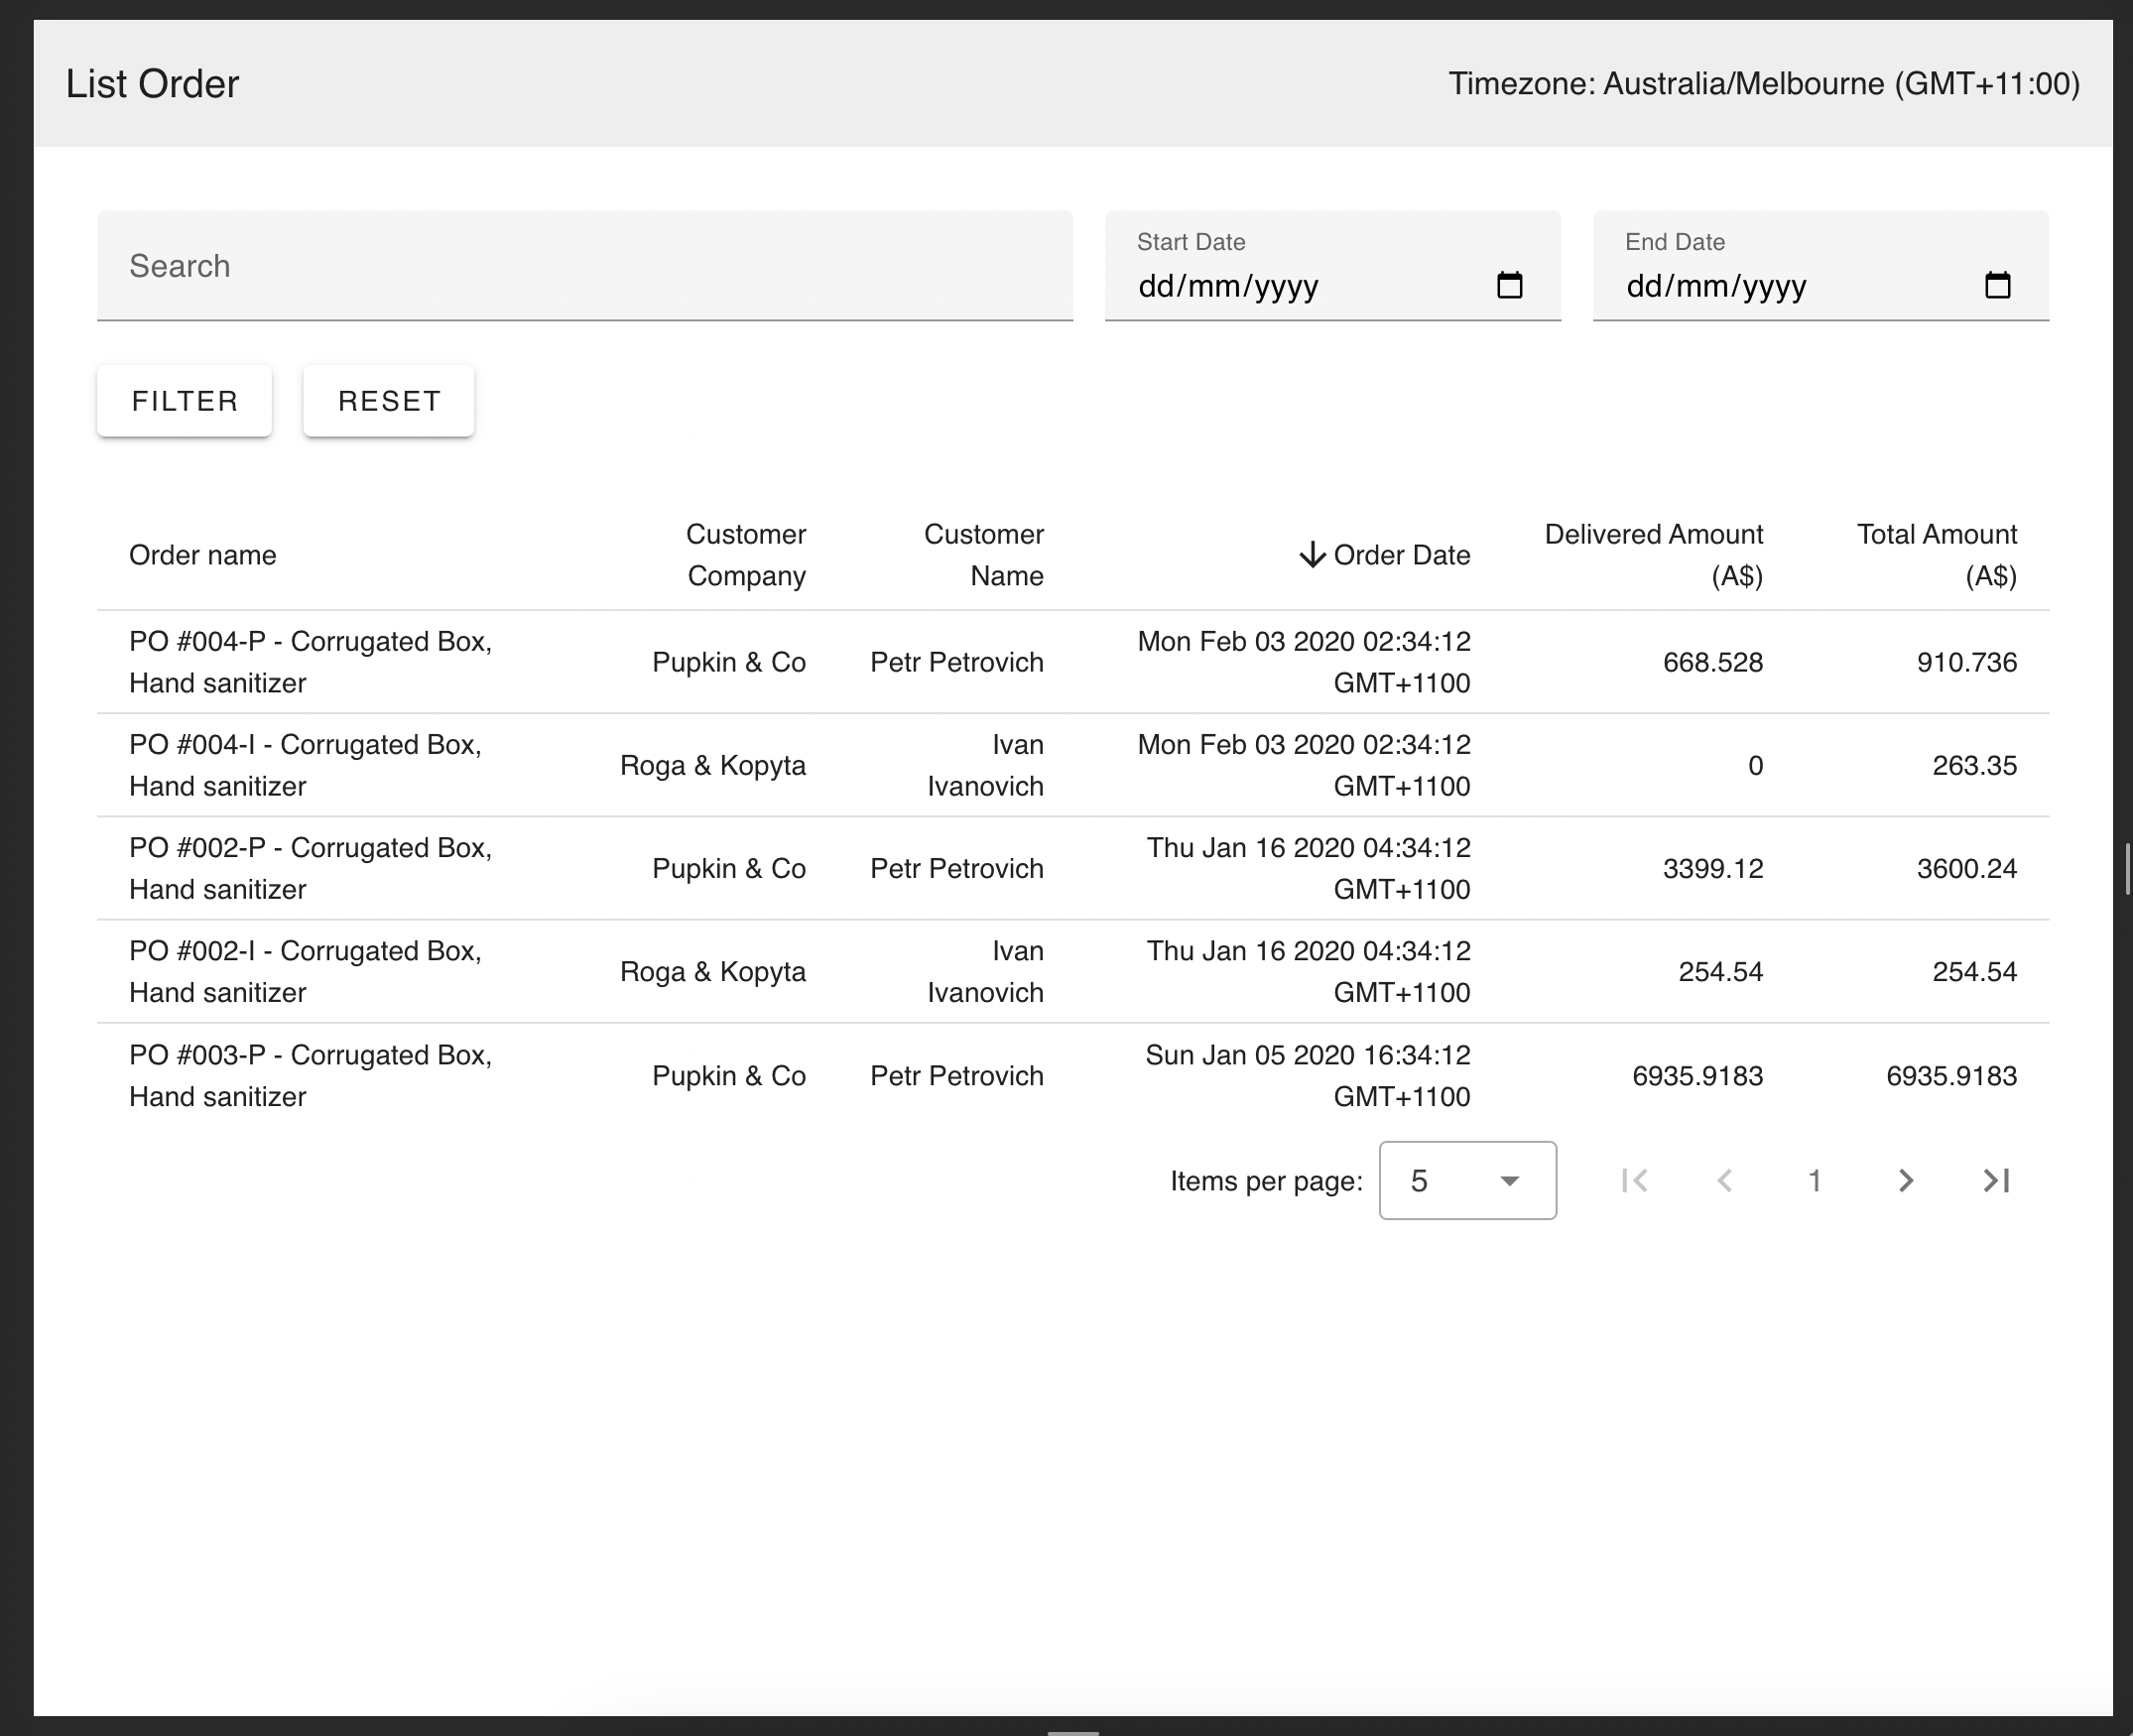 List Order
Timezone: Australia/Melbourne (GMT+11:00)
Search
Start Date
dd/mm/yyyy
End Date
dd/mm/yyyy
FILTER
RESET
Order name
Customer
Company
Customer
Name
Order Date
Delivered Amount
(A$)
Total Amount
(A$)
PO #004-P - Corrugated Box,
Hand sanitizer
Pupkin & Co
Petr Petrovich
Mon Feb 03 2020 02:34:12
GMT+1100
668.528
910.736
PO #004-I - Corrugated Box,
Hand sanitizer
Roga & Kopyta
Ivan
Ivanovich
Mon Feb 03 2020 02:34:12
GMT+1100
0
263.35
PO #002-P - Corrugated Box,
Hand sanitizer
Pupkin & Co
Petr Petrovich
Thu Jan 16 2020 04:34:12
GMT+1100
3399.12
3600.24
PO #002-I - Corrugated Box,
Hand sanitizer
Roga & Kopyta
Ivan
Ivanovich
Thu Jan 16 2020 04:34:12
GMT+1100
254.54
254.54
PO #003-P - Corrugated Box,
Hand sanitizer
Pupkin & Co
Petr Petrovich
Sun Jan 05 2020 16:34:12
GMT+1100
6935.9183
6935.9183
Items per page:
5
1